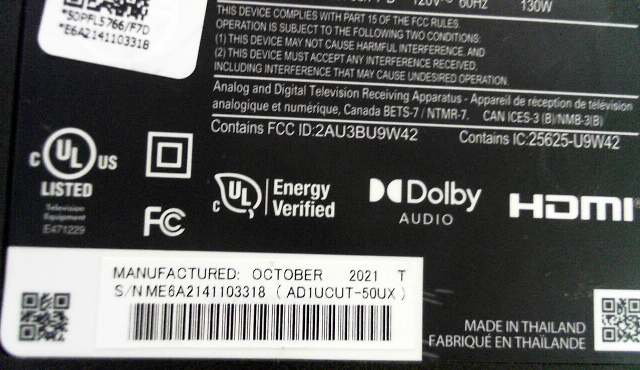 *50PFL5766/F7D
*E6A2141103318
120V~ 60Hz 130W
THIS DEVICE COMPLIES WITH PART 15 OF THE FCC RULES.
OPERATION IS SUBJECT TO THE FOLLOWING TWO CONDITIONS:
(1) THIS DEVICE MAY NOT CAUSE HARMFUL INTERFERENCE, AND
(2) THIS DEVICE MUST ACCEPT ANY INTERFERENCE RECEIVED,
INCLUDING INTERFERENCE THAT MAY CAUSE UNDESIRED OPERATION.
Analog and Digital Television Receiving Apparatus - Appareil de réception de télévision
analogique et numérique, Canada BETS-7 / NTMR-7. CAN ICES-3 (B)/NMB-3(B)
Contains FCC ID:2AU3BU9W42 Contains IC:25625-U9W42
c UL US
LISTED
Television
Equipment
E471229
FC
c UL Energy
Verified
Dolby
AUDIO
HDMI
MANUFACTURED: OCTOBER 2021 T
S/N ME6A2141103318 ( AD1UCUT-50UX )
MADE IN THAILAND
FABRIQUÉ EN THAÏLANDE